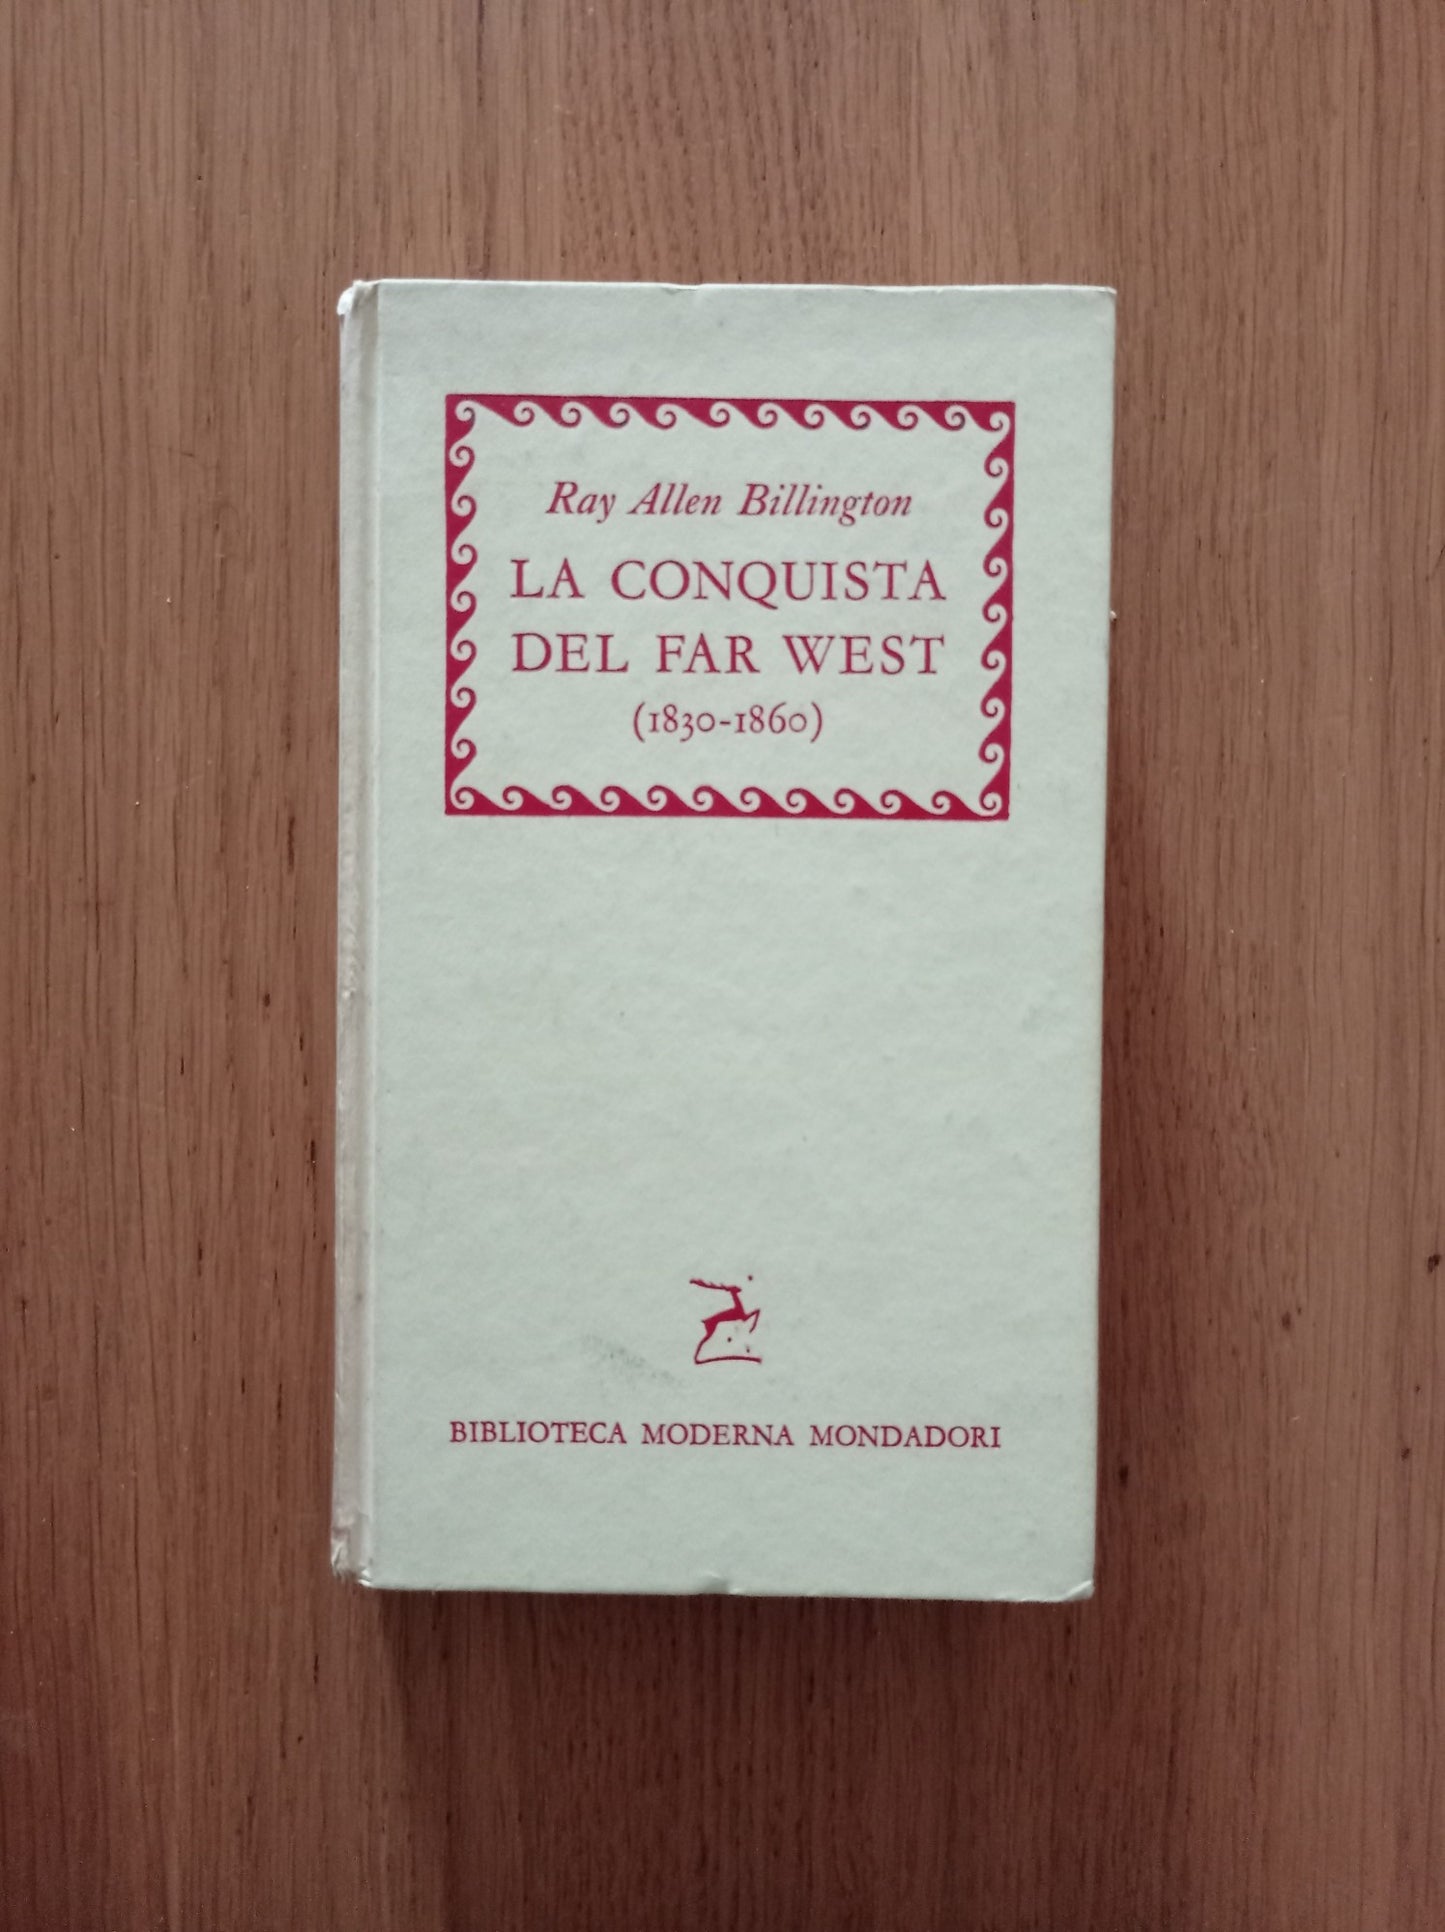 Ray Allen Billington
LA CONQUISTA
DEL FAR WEST
(1830-1860)
BIBLIOTECA MODERNA MONDADORI